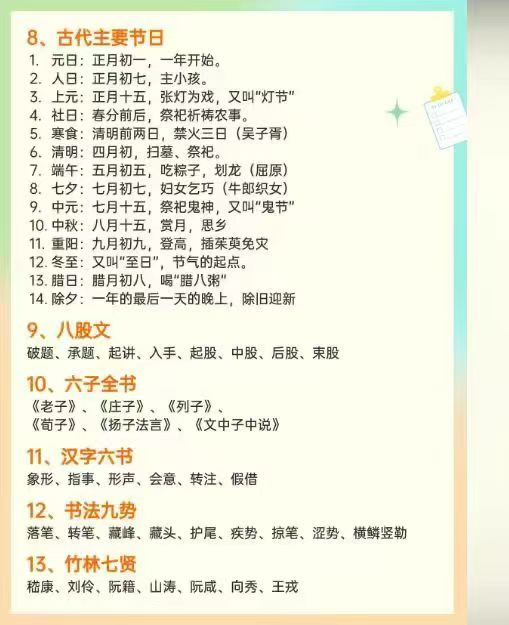 8、古代主要节日
1. 元日：正月初一，一年开始。
2. 人日：正月初七，主小孩。
3. 上元：正月十五，张灯为戏，又叫“灯节”
4. 社日：春分前后，祭祀祈祷农事。
5. 寒食：清明前两日，禁火三日（吴子胥）
6. 清明：四月初，扫墓、祭祀。
7. 端午：五月初五，吃粽子，划龙（屈原）
8. 七夕：七月初七，妇女乞巧（牛郎织女）
9. 中元：七月十五，祭祀鬼神，又叫“鬼节”
10. 中秋：八月十五，赏月，思乡
11. 重阳：九月初九，登高，插茱萸免灾
12. 冬至：又叫“至日”，节气的起点。
13. 腊日：腊月初八，喝“腊八粥”
14. 除夕：一年的最后一天的晚上，除旧迎新
9、八股文
破题、承题、起讲、入手、起股、中股、后股、束股
10、六子全书
《老子》、《庄子》、《列子》、
《荀子》、《扬子法言》、《文中子中说》
11、汉字六书
象形、指事、形声、会意、转注、假借
12、书法九势
落笔、转笔、藏峰、藏头、护尾、疾势、掠笔、涩势、横鳞竖勒
13、竹林七贤
嵇康、刘伶、阮籍、山涛、阮咸、向秀、王戎